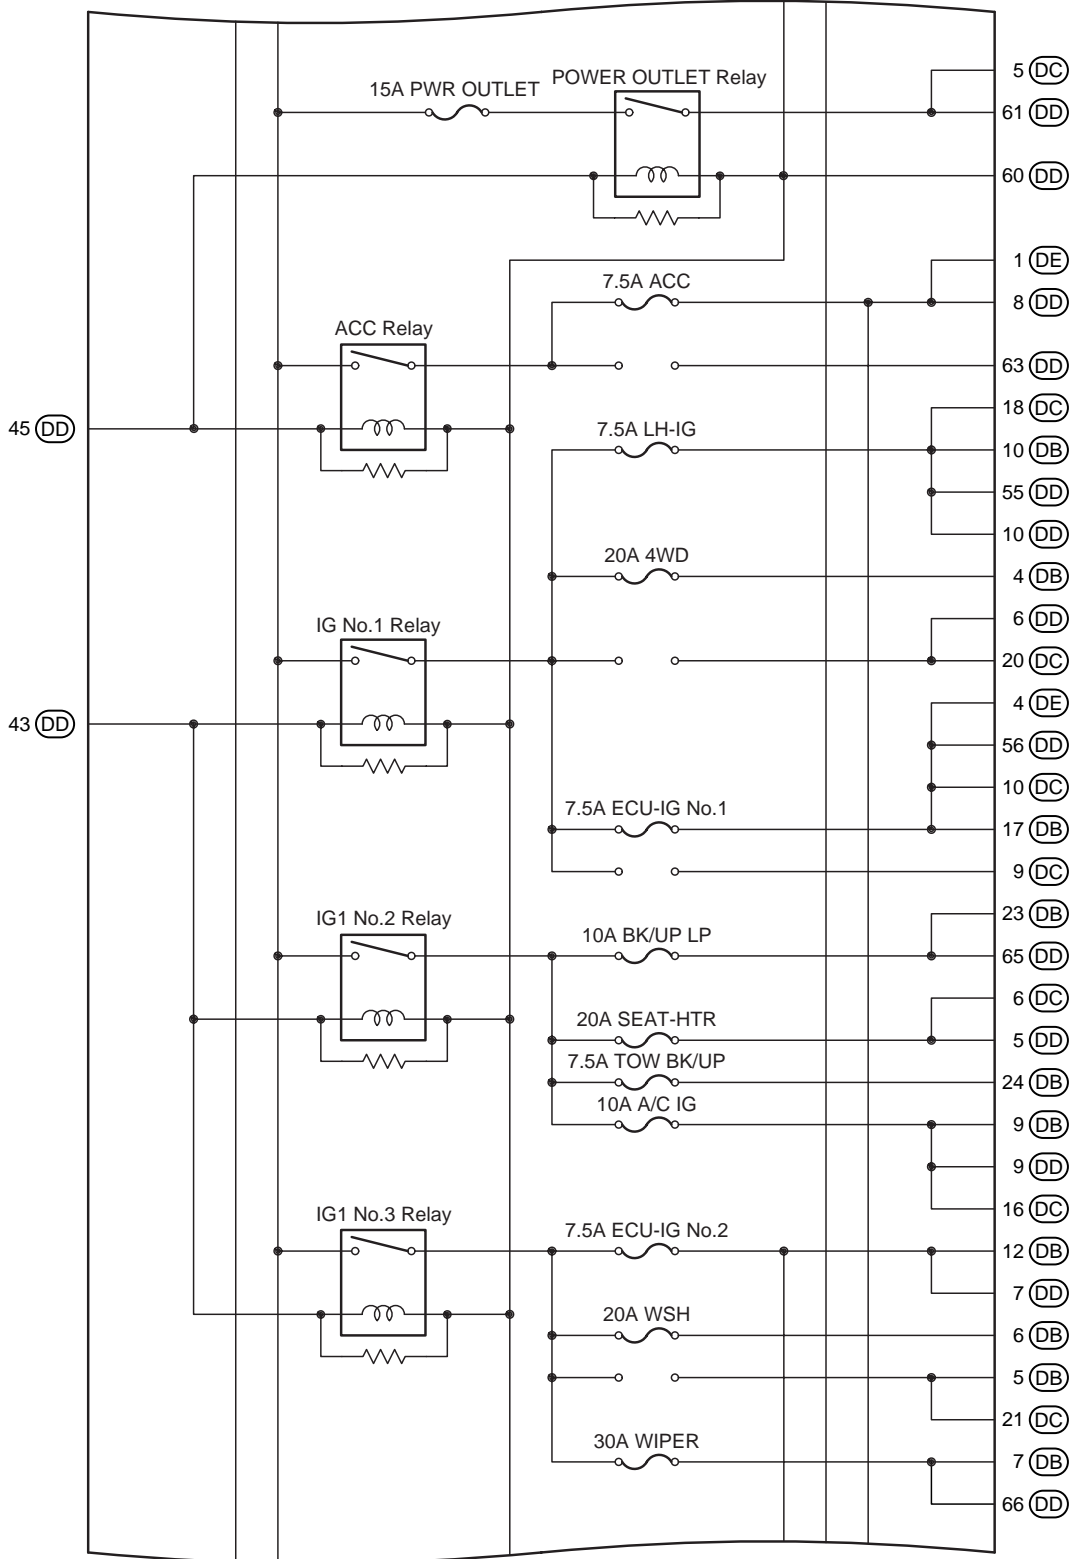 5 DC
POWER OUTLET Relay
15A PWR OUTLET
61 DD
60 DD
1 DE
7.5A ACC
8 DD
ACC Relay
63 DD
18 DC
45 DD
7.5A LH-IG
10 DB
55 DD
10 DD
20A 4WD
4 DB
6 DD
IG No.1 Relay
20 DC
4 DE
43 DD
56 DD
10 DC
7.5A ECU-IG No.1
17 DB
9 DC
23 DB
IG1 No.2 Relay
10A BK/UP LP
65 DD
6 DC
20A SEAT-HTR
5 DD
7.5A TOW BK/UP
24 DB
10A A/C IG
9 DB
9 DD
16 DC
IG1 No.3 Relay
7.5A ECU-IG No.2
12 DB
7 DD
20A WSH
6 DB
5 DB
21 DC
30A WIPER
7 DB
66 DD